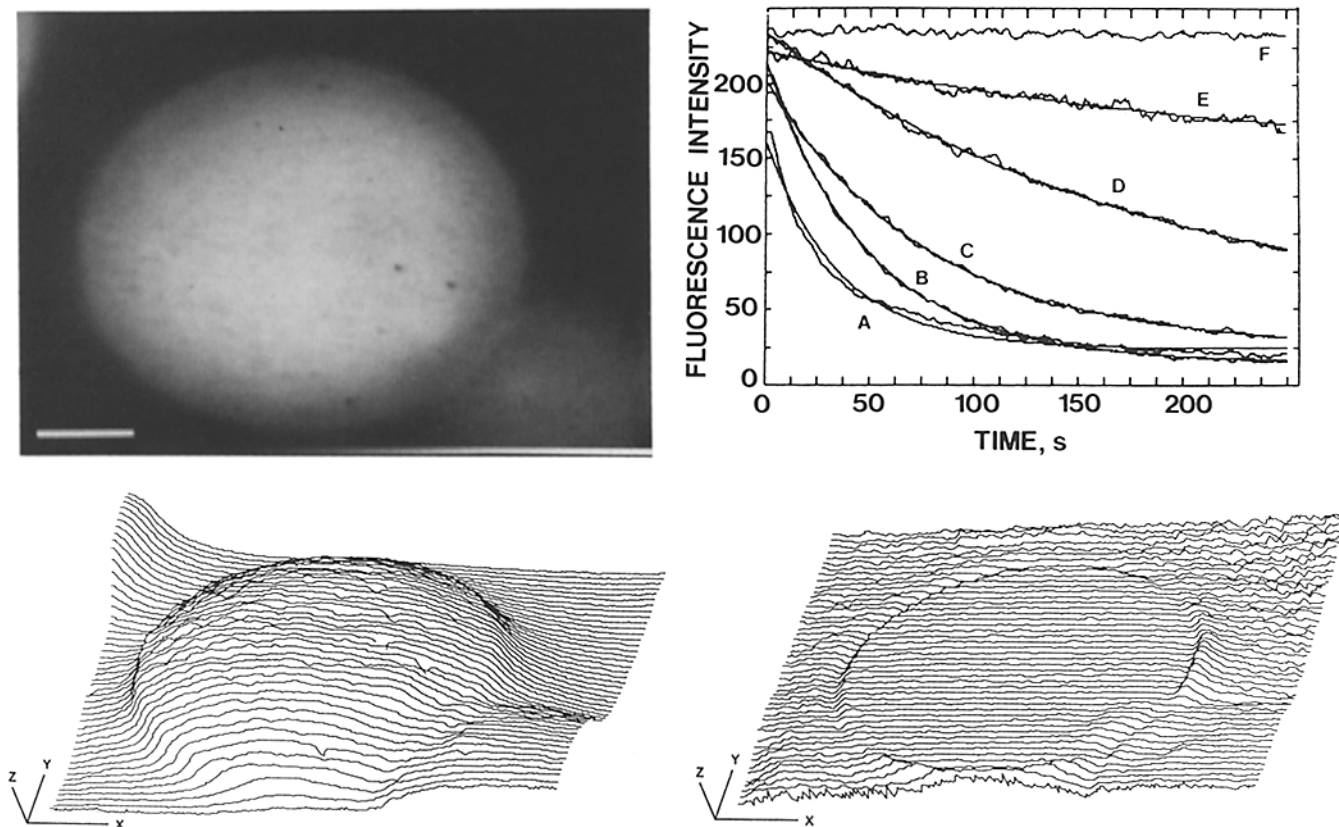 FLUORESCENCE INTENSITY
200
150
100
50
0
F
E
D
C
B
A
0 50 100 150 200
TIME, s
Z Y X
Z Y X